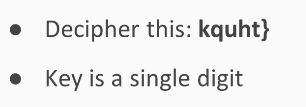 ● Decipher this: kquht}
● Key is a single digit